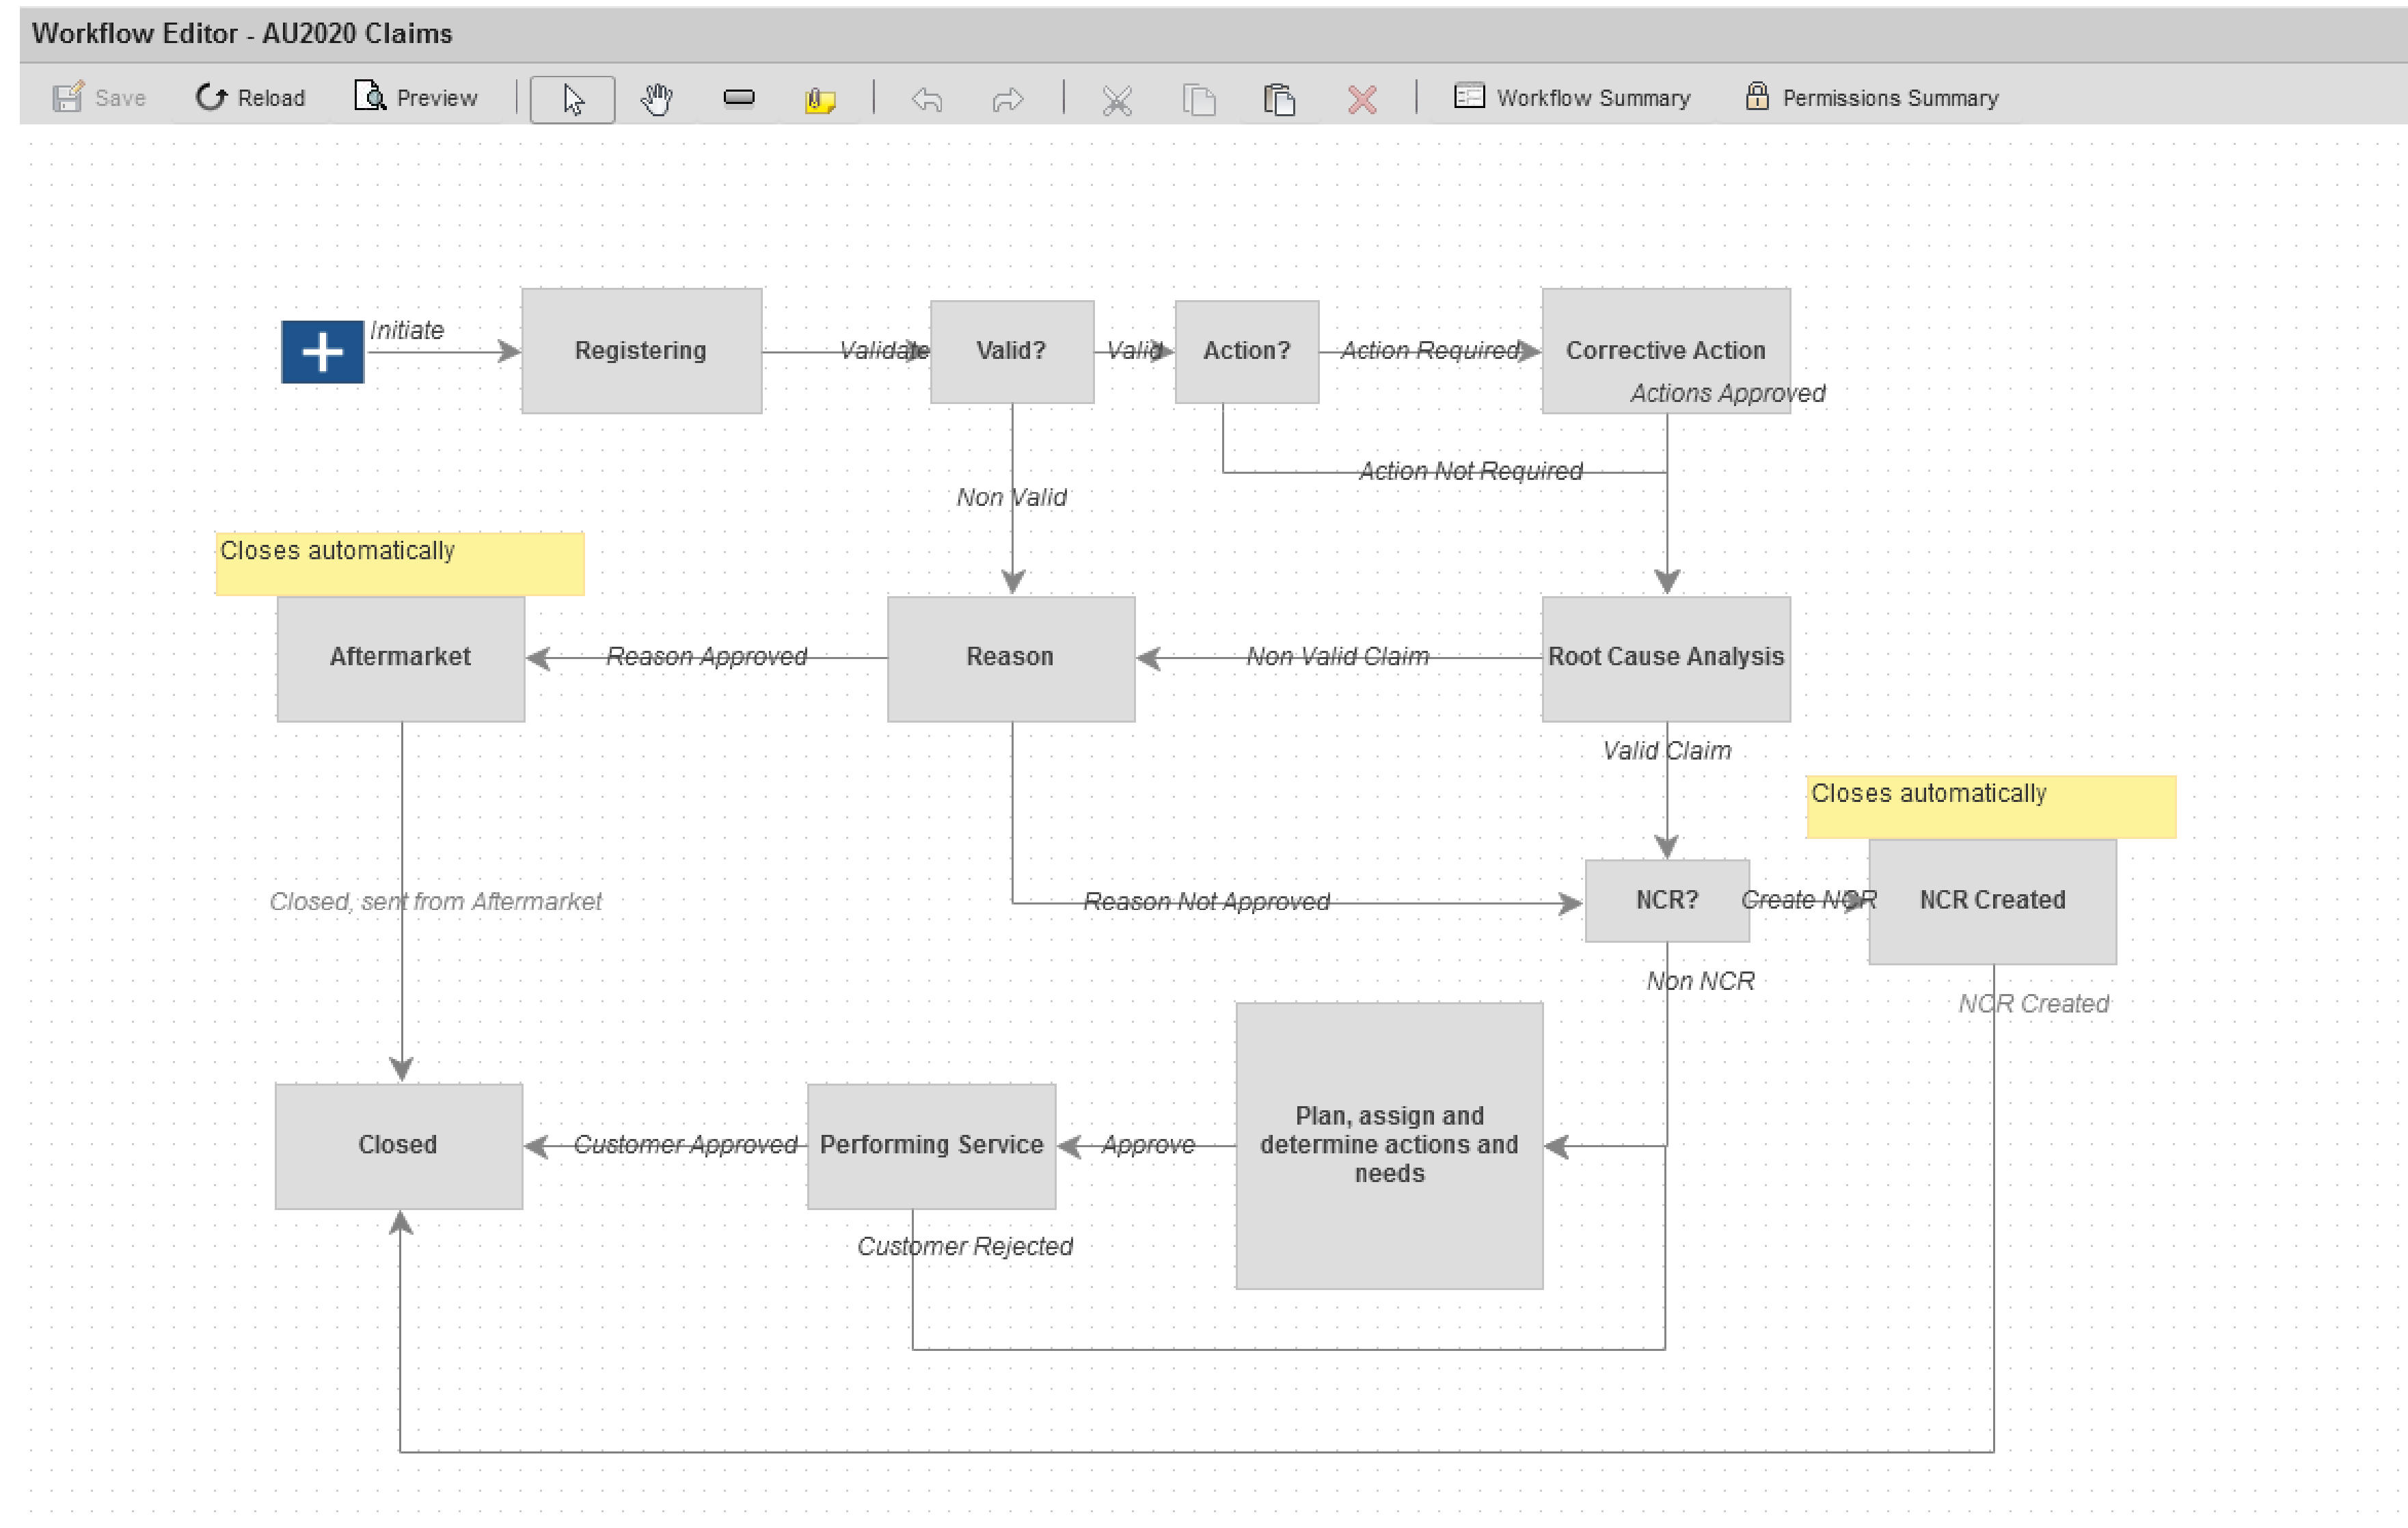 Workflow Editor - AU2020 Claims
Save
Reload
Preview
Workflow Summary
Permissions Summary
Initiate
Registering
Validate
Valid?
Valid
Action?
Action Required
Corrective Action
Actions Approved
Action Not Required
Non Valid
Closes automatically
Aftermarket
Reason Approved
Reason
Non Valid Claim
Root Cause Analysis
Valid Claim
Closes automatically
Closed, sent from Aftermarket
Reason Not Approved
NCR?
Create NCR
NCR Created
Non NCR
NCR Created
Closed
Customer Approved
Performing Service
Approve
Plan, assign and
determine actions and
needs
Customer Rejected